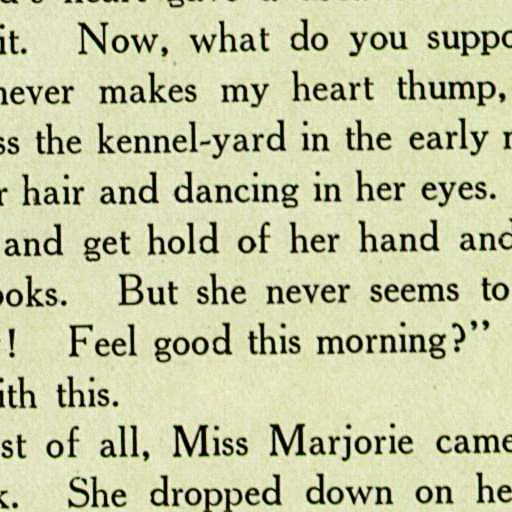 it. Now, what do you suppo
never makes my heart thump,
ss the kennel-yard in the early
hair and dancing in her eyes.
and get hold of her hand and
ooks. But she never seems to
! Feel good this morning?”
ith this.
st of all, Miss Marjorie came
k. She dropped down on he